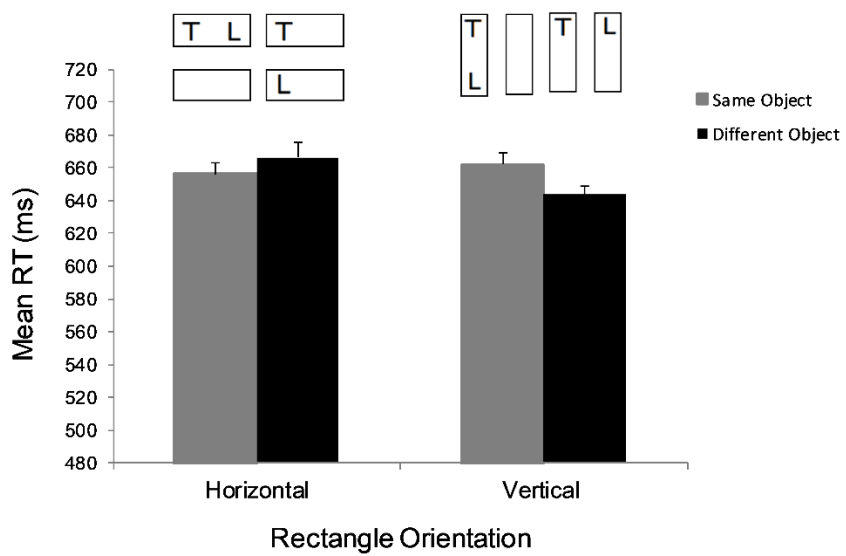 T L T
L
T T L
L
720
700
680
660
640
620
600
580
560
540
520
500
480
Mean RT (ms)
Horizontal
Vertical
Rectangle Orientation
Same Object
Different Object